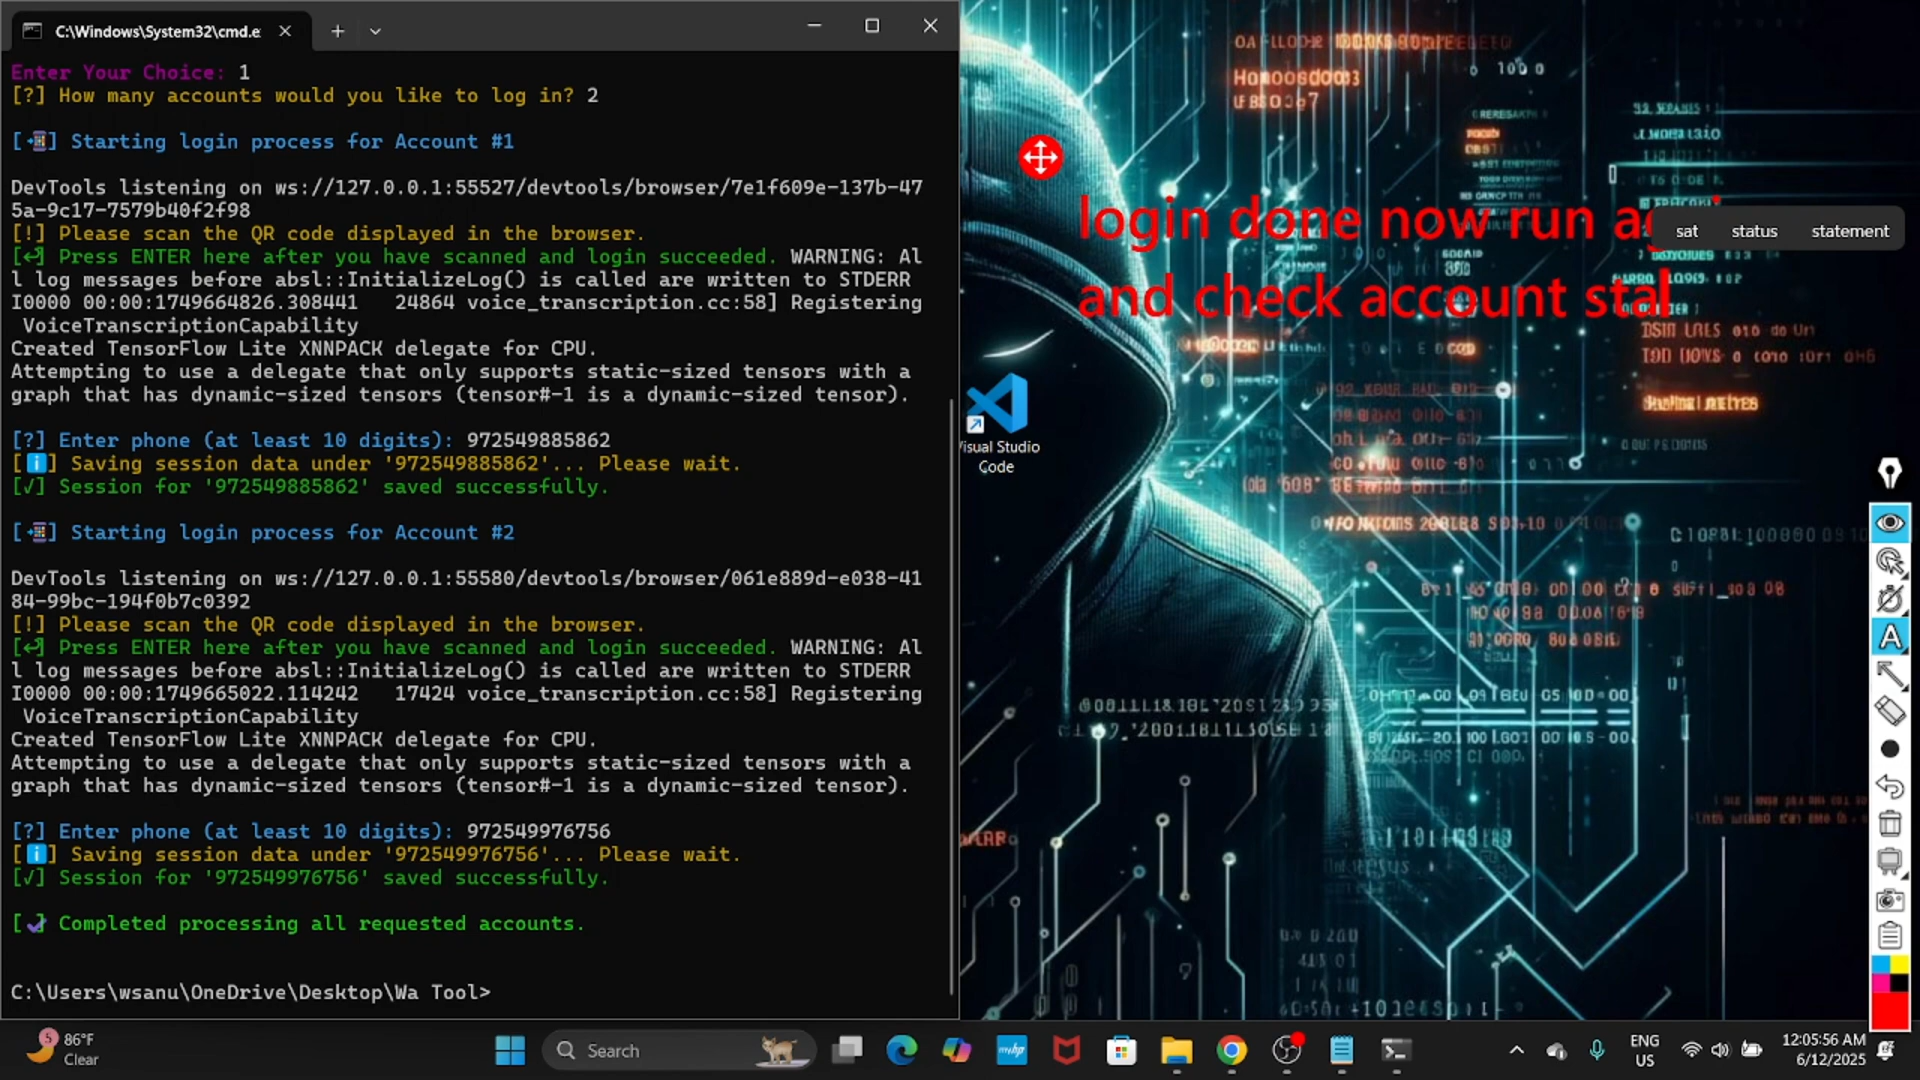 C:\Windows\System32\cmd.e
Enter Your Choice: 1
[?] How many accounts would you like to log in? 2
[📲] Starting login process for Account #1
DevTools listening on ws://127.0.0.1:55527/devtools/browser/7e1f609e-137b-47
5a-9c17-7579b40f2f98
[!] Please scan the QR code displayed in the browser.
[↵] Press ENTER here after you have scanned and login succeeded. WARNING: Al
l log messages before absl::InitializeLog() is called are written to STDERR
I0000 00:00:1749664826.308441   24864 voice_transcription.cc:58] Registering
 VoiceTranscriptionCapability
Created TensorFlow Lite XNNPACK delegate for CPU.
Attempting to use a delegate that only supports static-sized tensors with a
graph that has dynamic-sized tensors (tensor#-1 is a dynamic-sized tensor).
[?] Enter phone (at least 10 digits): 972549885862
[i] Saving session data under '972549885862'... Please wait.
[√] Session for '972549885862' saved successfully.
[📲] Starting login process for Account #2
DevTools listening on ws://127.0.0.1:55580/devtools/browser/061e889d-e038-41
84-99bc-194f0b7c0392
[!] Please scan the QR code displayed in the browser.
[↵] Press ENTER here after you have scanned and login succeeded. WARNING: Al
l log messages before absl::InitializeLog() is called are written to STDERR
I0000 00:00:1749665022.114242   17424 voice_transcription.cc:58] Registering
 VoiceTranscriptionCapability
Created TensorFlow Lite XNNPACK delegate for CPU.
Attempting to use a delegate that only supports static-sized tensors with a
graph that has dynamic-sized tensors (tensor#-1 is a dynamic-sized tensor).
[?] Enter phone (at least 10 digits): 972549976756
[i] Saving session data under '972549976756'... Please wait.
[√] Session for '972549976756' saved successfully.
[✔] Completed processing all requested accounts.
C:\Users\wsanu\OneDrive\Desktop\Wa Tool>
login done now run
sat status statement
and check account stat
Visual Studio
Code
A
5
86°F
Clear
Search
myhp
ENG
US
12:05:56 AM
6/12/2025